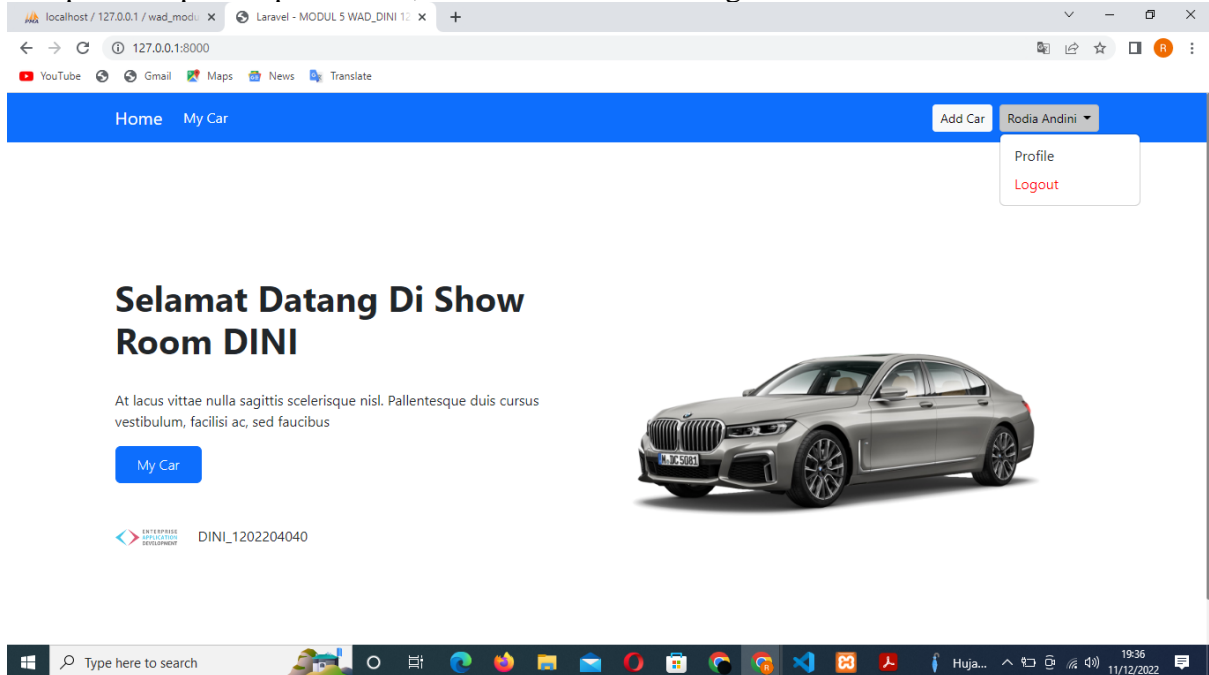 localhost / 127.0.0.1 / wad_modu
Laravel - MODUL 5 WAD_DINI 12
127.0.0.1:8000
YouTube
Gmail
Maps
News
Translate
Home
My Car
Add Car
Rodia Andini
Profile
Logout
Selamat Datang Di Show
Room DINI
At lacus vittae nulla sagittis scelerisque nisl. Pallentesque duis cursus
vestibulum, facilisi ac, sed faucibus
My Car
M·DC 5081
ENTERPRISE
APPLICATION
DEVELOPMENT
DINI_1202204040
Type here to search
Huja...
19:36
11/12/2022